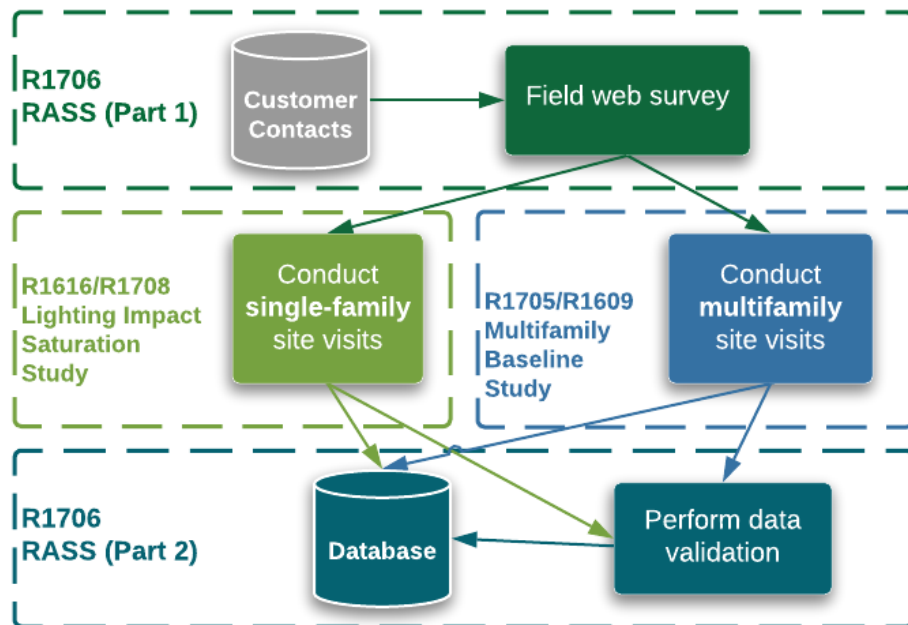 R1706
RASS (Part 1)
Customer
Contacts
Field web survey
R1616/R1708
Lighting Impact
Saturation
Study
Conduct
single-family
site visits
R1705/R1609
Multifamily
Baseline
Study
Conduct
multifamily
site visits
R1706
RASS (Part 2)
Database
Perform data
validation